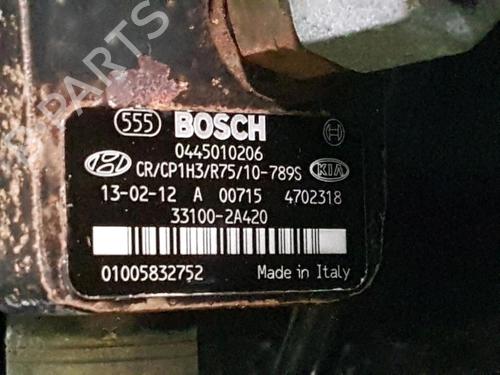 555 BOSCH
0445010206
CR/CP1H3/R75/10-789S KIA
13-02-12 A 00715 4702318
33100-2A420
01005832752 Made in Italy